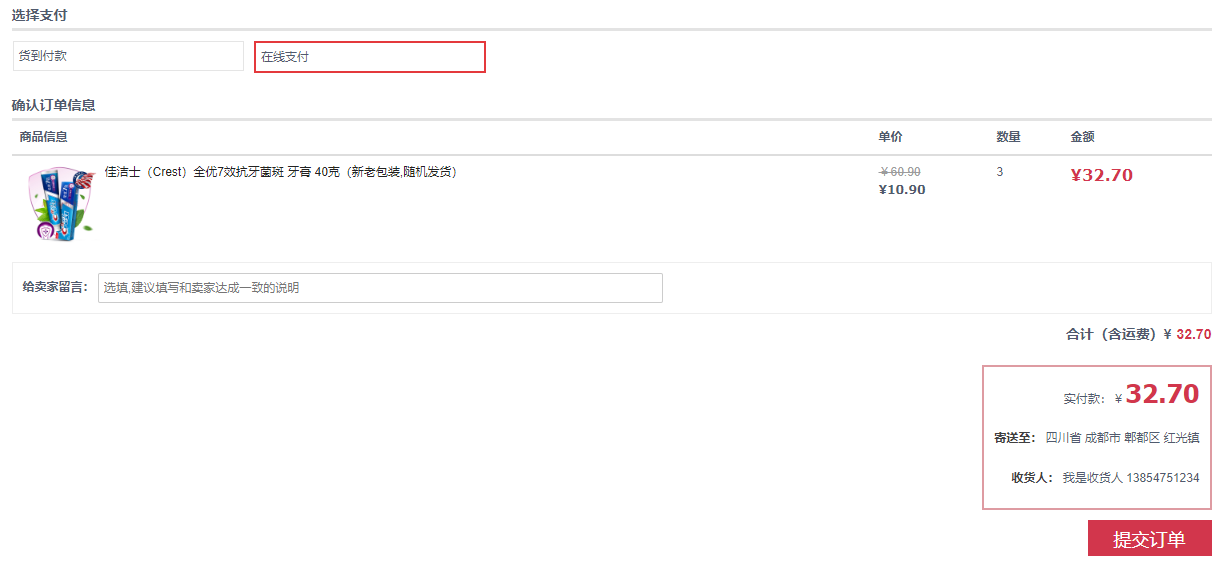 选择支付
货到付款 在线支付
确认订单信息
商品信息 单价 数量 金额
佳洁士（Crest）全优7效抗牙菌斑 牙膏 40克（新老包装,随机发货） ￥60.90 3 ¥32.70
¥10.90
给卖家留言： 选填,建议填写和卖家达成一致的说明
合计（含运费）￥ 32.70
实付款：￥32.70
寄送至： 四川省 成都市 郫都区 红光镇
收货人： 我是收货人 13854751234
提交订单